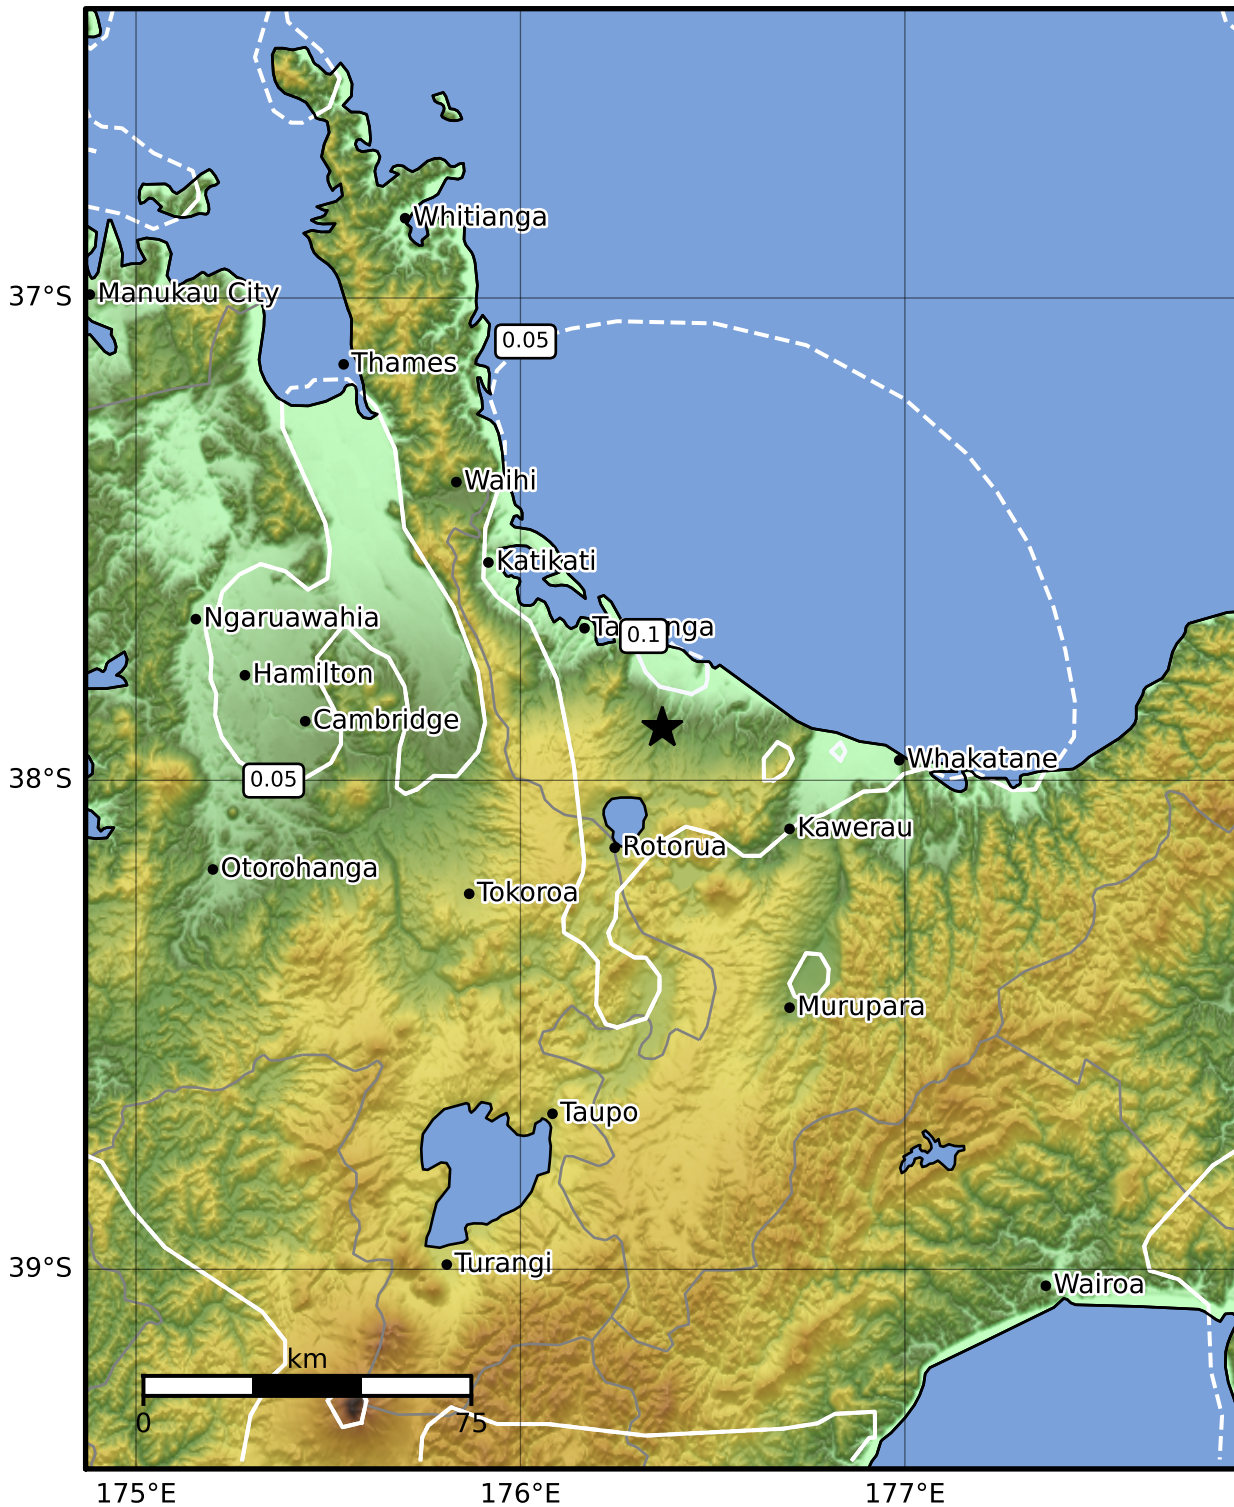 Whitianga
37°S
Manukau City
0.05
Thames
Waihi
Katikati
0.1
Ngaruawahia
Hamilton
Cambridge
Whakatane
38°S
0.05
Kawerau
Rotorua
Otorohanga
Tokoroa
Murupara
Taupo
39°S
Turangi
Wairoa
km
0
75
175°E
176°E
177°E